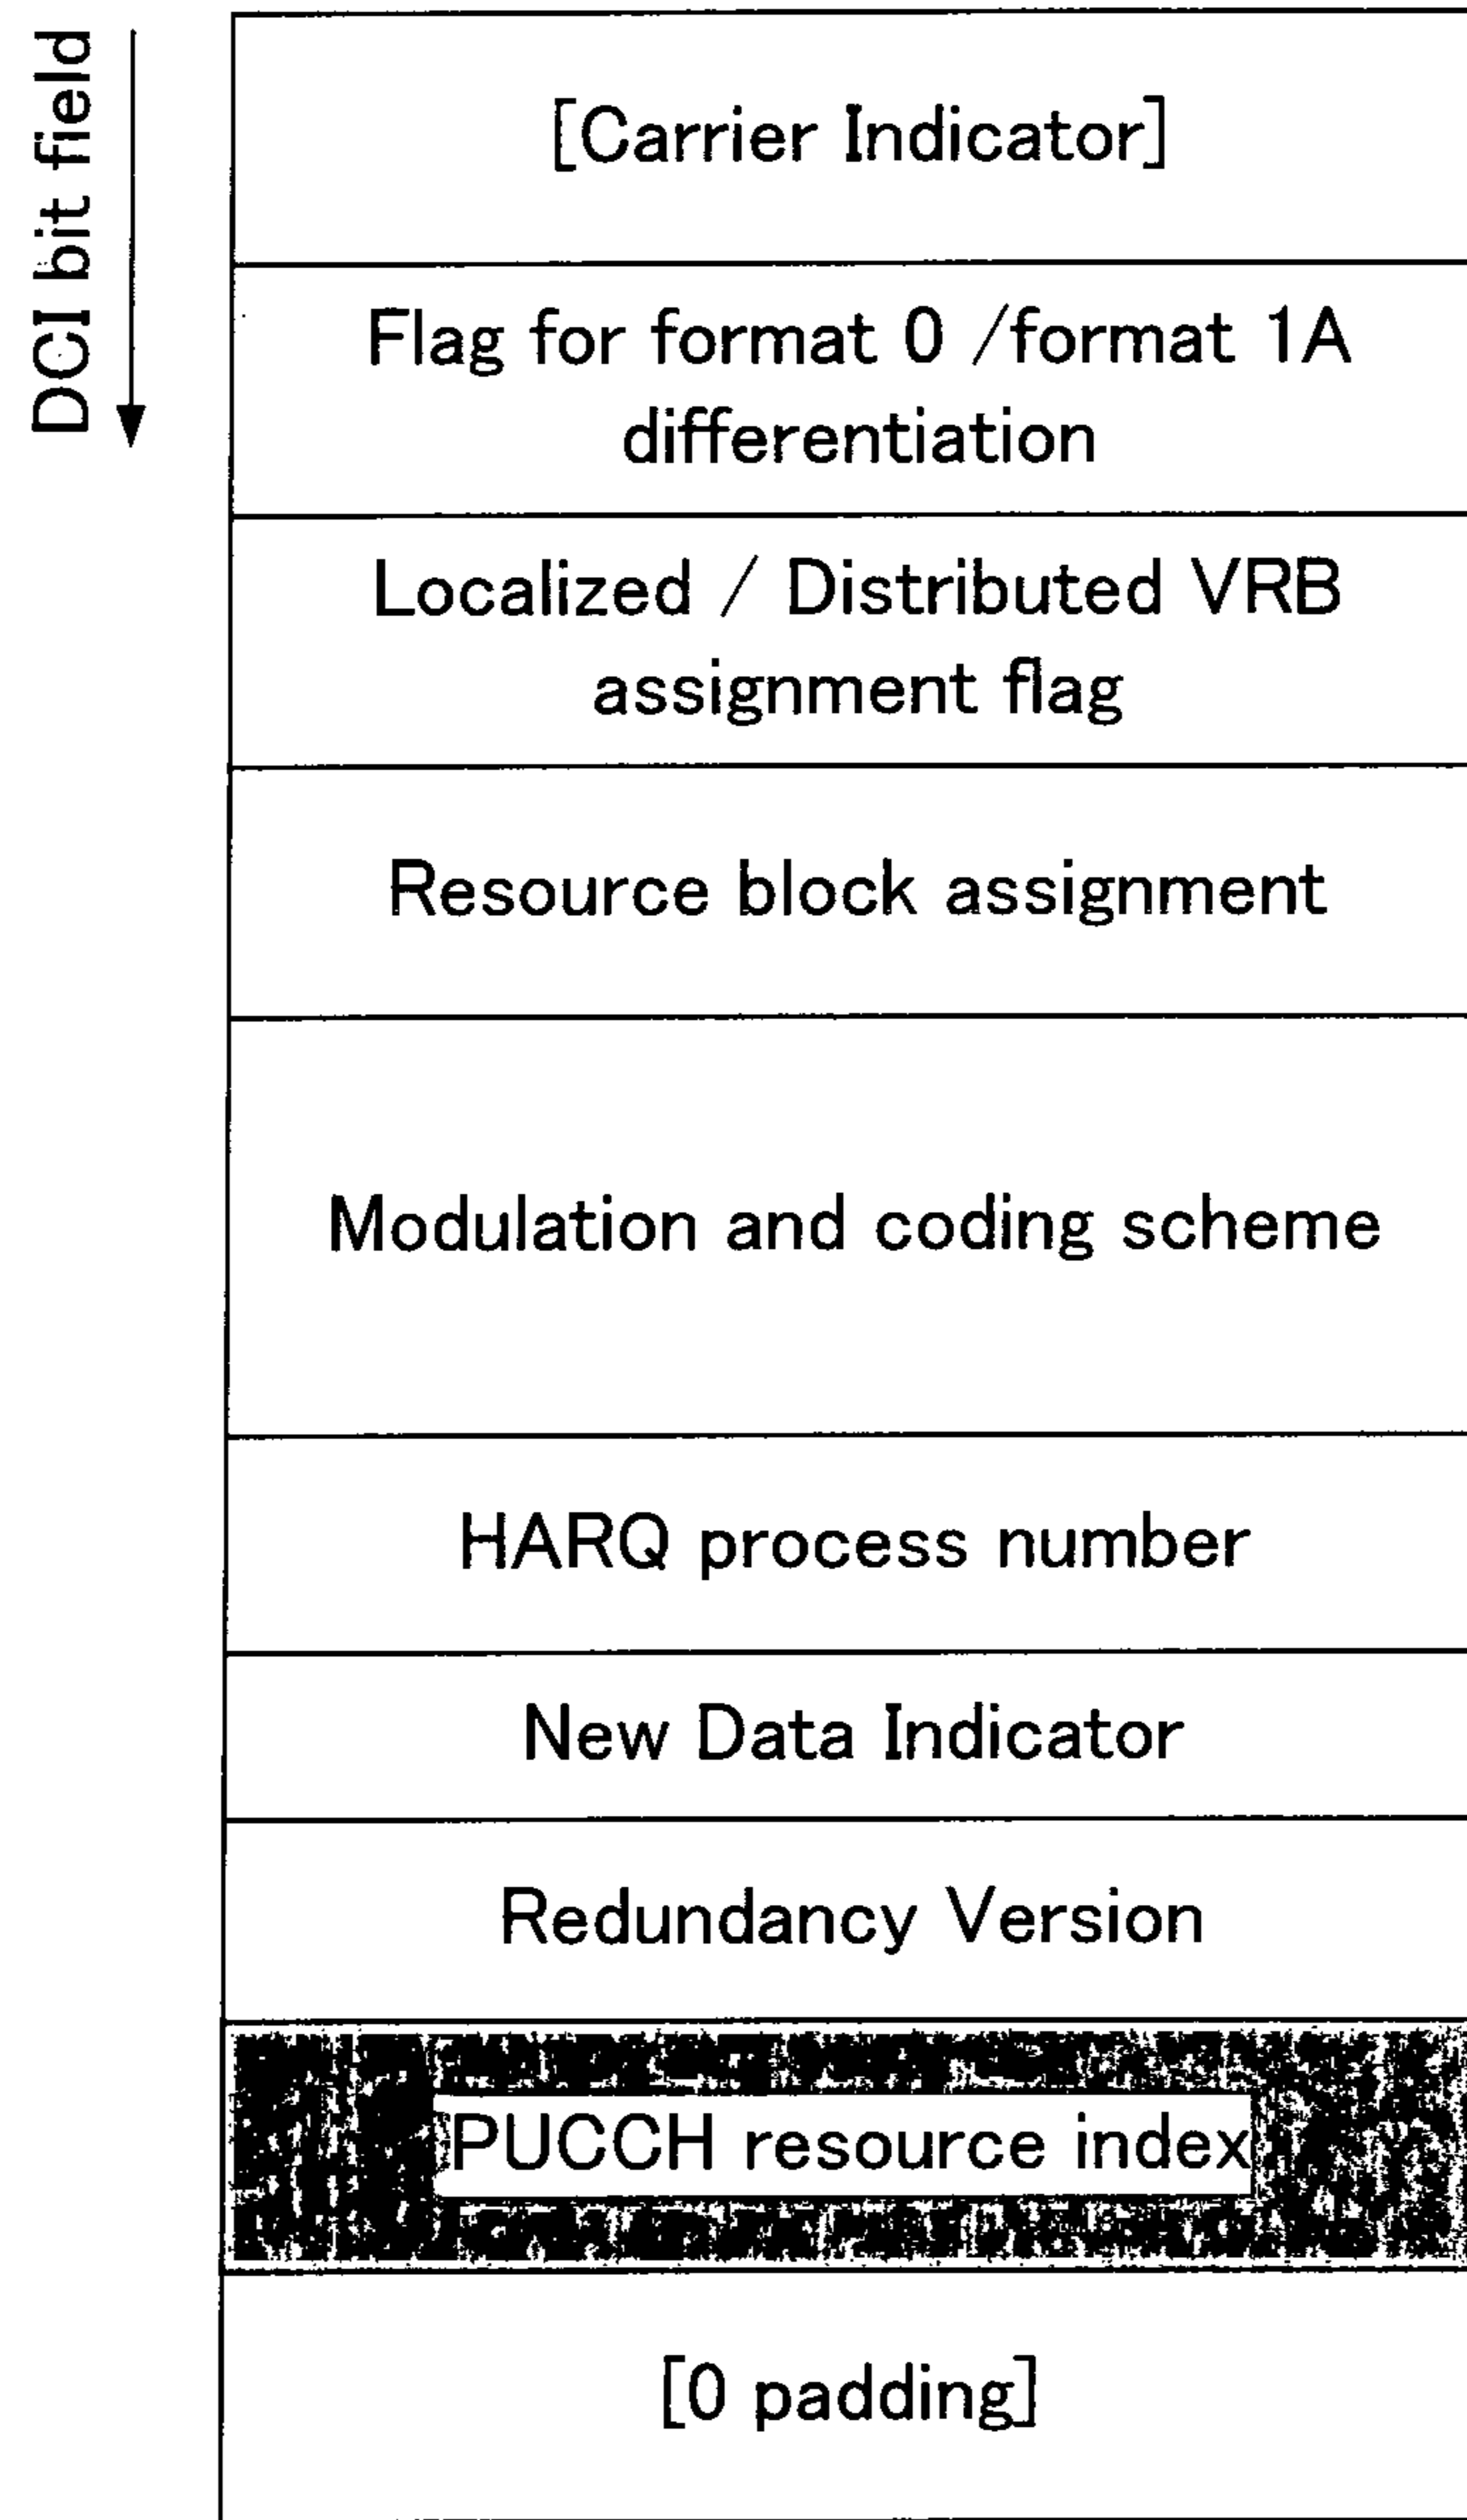 DCI bit field
[Carrier Indicator]
Flag for format 0 /format 1A
differentiation
Localized / Distributed VRB
assignment flag
Resource block assignment
Modulation and coding scheme
HARQ process number
New Data Indicator
Redundancy Version
PUCCH resource index
[0 padding]